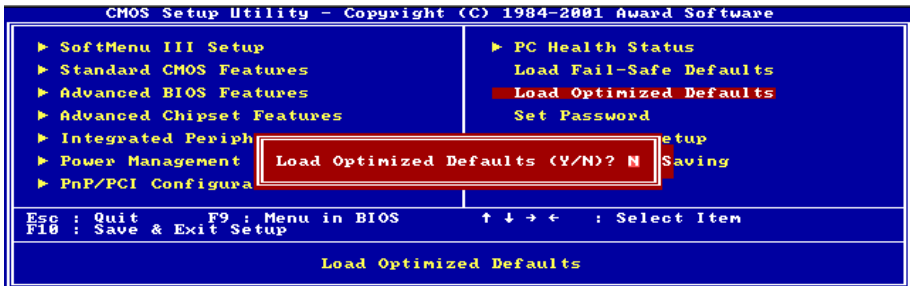 CMOS Setup Utility - Copyright (C) 1984-2001 Award Software
► SoftMenu III Setup
► Standard CMOS Features
► Advanced BIOS Features
► Advanced Chipset Features
► Integrated Periph
► Power Management
► PnP/PCI Configura
► PC Health Status
Load Fail-Safe Defaults
Load Optimized Defaults
Set Password
etup
Saving
Load Optimized Defaults (Y/N)? N
Esc : Quit F9 : Menu in BIOS ↑ ↓ → ← : Select Item
F10 : Save & Exit Setup
Load Optimized Defaults